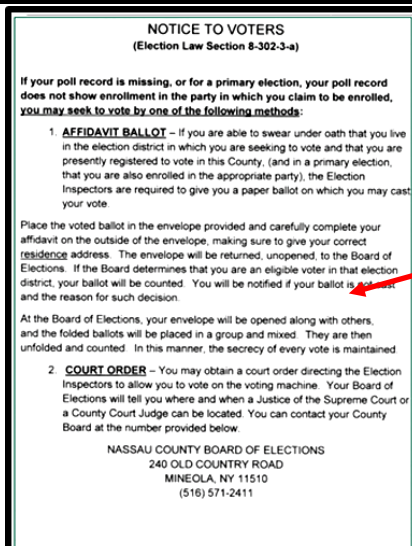 NOTICE TO VOTERS
(Election Law Section 8-302-3-a)
If your poll record is missing, or for a primary election, your poll record
does not show enrollment in the party in which you claim to be enrolled,
you may seek to vote by one of the following methods:
1. AFFIDAVIT BALLOT – If you are able to swear under oath that you live
in the election district in which you are seeking to vote and that you are
presently registered to vote in this County, (and in a primary election,
that you are also enrolled in the appropriate party), the Election
Inspectors are required to give you a paper ballot on which you may cast
your vote.
Place the voted ballot in the envelope provided and carefully complete your
affidavit on the outside of the envelope, making sure to give your correct
residence address. The envelope will be returned, unopened, to the Board of
Elections. If the Board determines that you are an eligible voter in that election
district, your ballot will be counted. You will be notified if your ballot is not
and the reason for such decision.
At the Board of Elections, your envelope will be opened along with others,
and the folded ballots will be placed in a group and mixed. They are then
unfolded and counted. In this manner, the secrecy of every vote is maintained.
2. COURT ORDER – You may obtain a court order directing the Election
Inspectors to allow you to vote on the voting machine. Your Board of
Elections will tell you where and when a Justice of the Supreme Court or
a County Court Judge can be located. You can contact your County
Board at the number provided below.
NASSAU COUNTY BOARD OF ELECTIONS
240 OLD COUNTRY ROAD
MINEOLA, NY 11510
(516) 571-2411